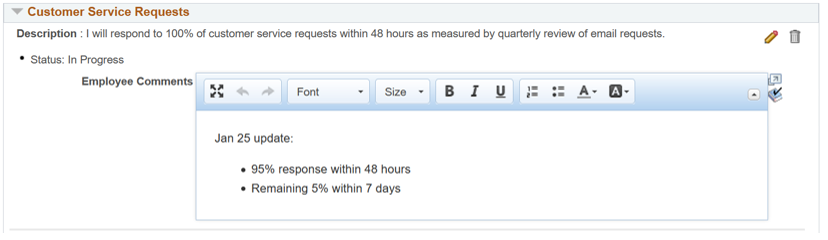 Customer Service Requests
Description : I will respond to 100% of customer service requests within 48 hours as measured by quarterly review of email requests.
• Status: In Progress
Employee Comments
Font Size B I U A A
Jan 25 update:
• 95% response within 48 hours
• Remaining 5% within 7 days